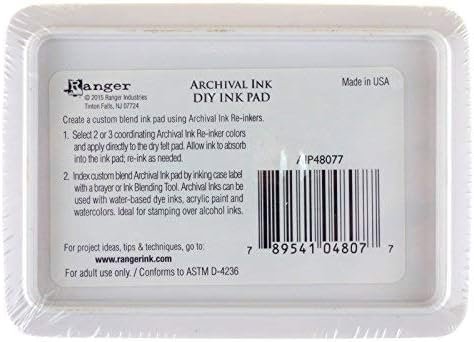 Ranger
© 2015 Ranger Industries
Tinton Falls, NJ 07724
ARCHIVAL INK
DIY INK PAD
Made in USA
Create a custom blend ink pad using Archival Ink Re-inkers.
1. Select 2 or 3 coordinating Archival Ink Re-inker colors
and apply directly to the dry felt pad. Allow ink to absorb
into the ink pad; re-ink as needed.
2. Index custom blend Archival Ink pad by inking case label
with a brayer or Ink Blending Tool. Archival Inks can be
used with water-based dye inks, acrylic paint and
watercolors. Ideal for stamping over alcohol inks.
AIP48077
7 89541 04807 7
For project ideas, tips & techniques, go to:
www.rangerink.com
For adult use only. / Conforms to ASTM D-4236